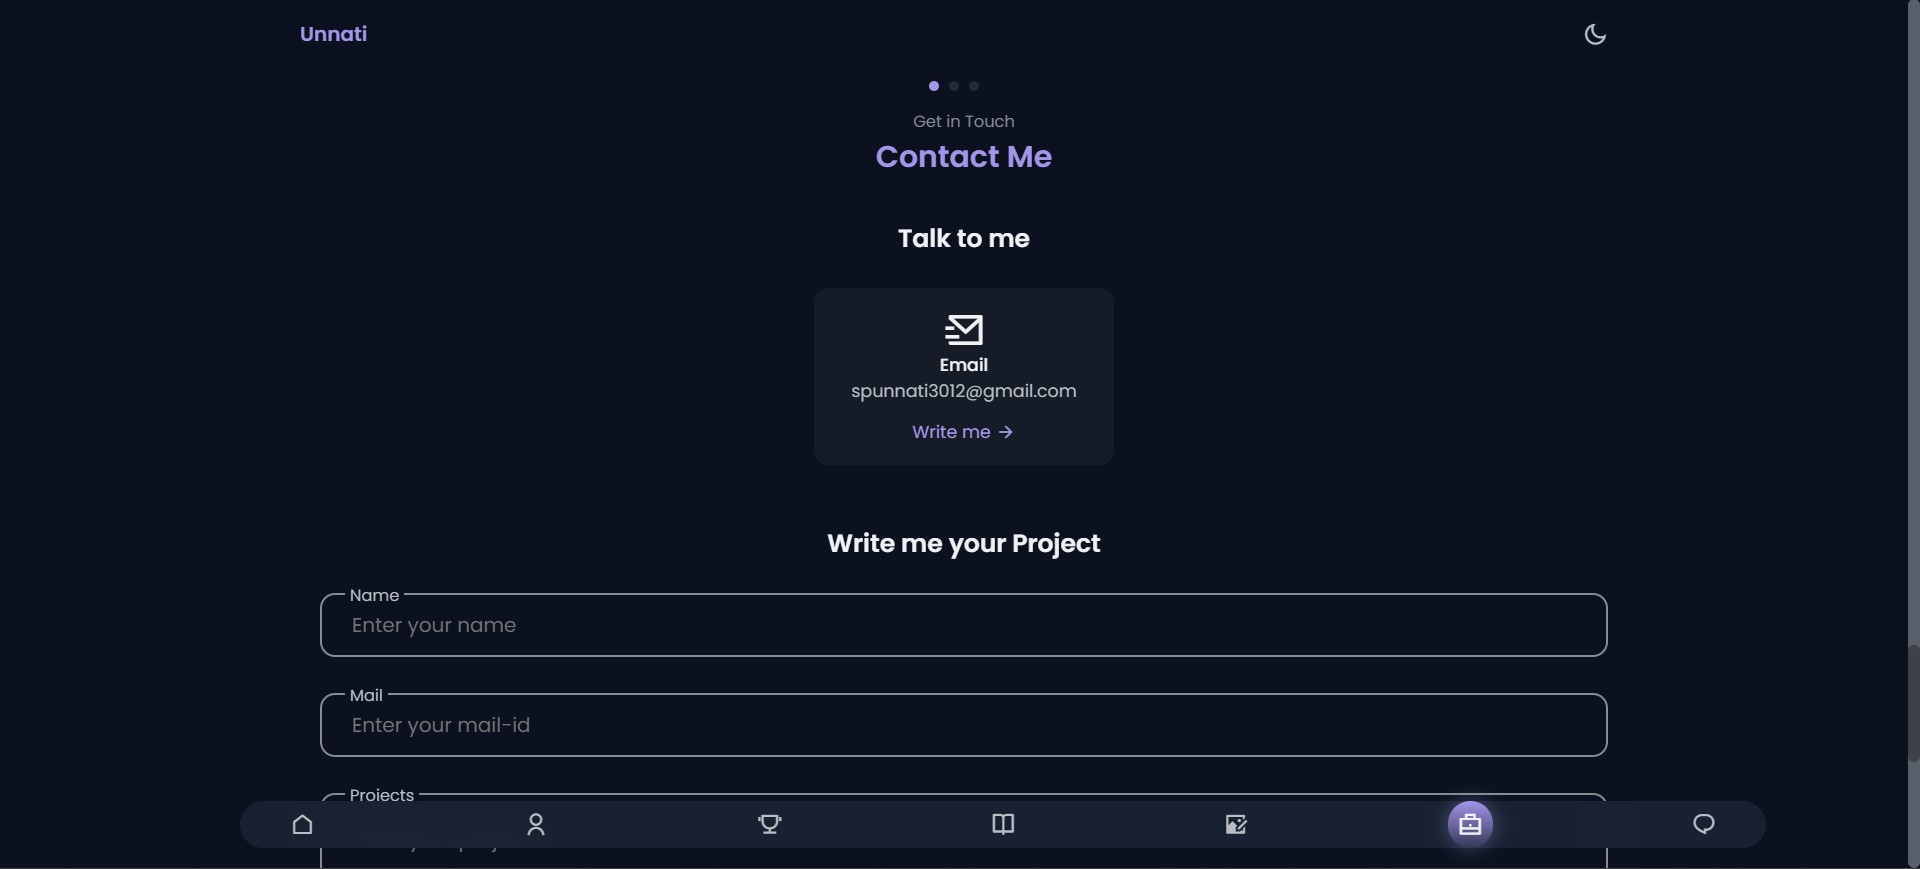 Unnati
Get in Touch
Contact Me
Talk to me
Email
spunnati3012@gmail.com
Write me
Write me your Project
Name
Enter your name
Mail
Enter your mail-id
Projects